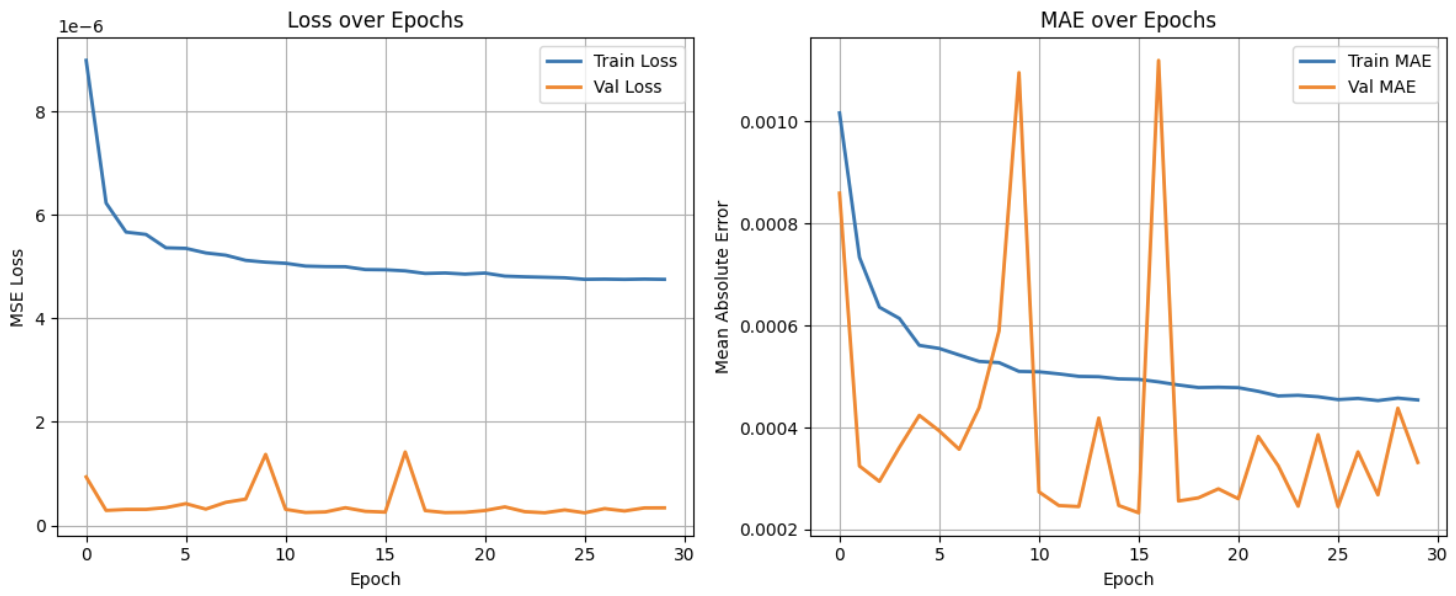 Loss over Epochs
1e−6
Train Loss
Val Loss
8
6
4
2
0
MSE Loss
0 5 10 15 20 25 30
Epoch
MAE over Epochs
Train MAE
Val MAE
0.0010
0.0008
0.0006
0.0004
0.0002
Mean Absolute Error
0 5 10 15 20 25 30
Epoch